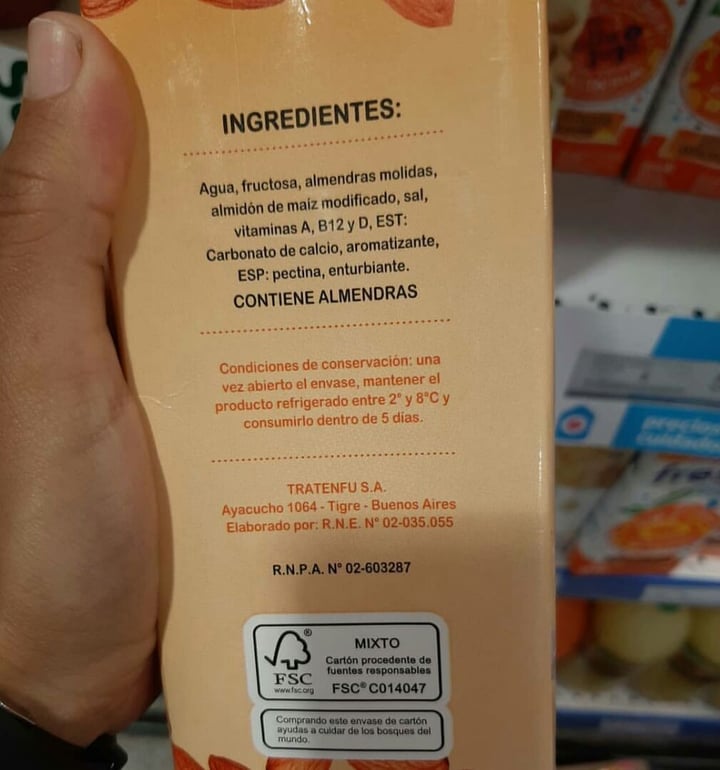 INGREDIENTES:
Agua, fructosa, almendras molidas,
almidón de maiz modificado, sal,
vitaminas A, B12 y D, EST:
Carbonato de calcio, aromatizante,
ESP: pectina, enturbiante.
CONTIENE ALMENDRAS
Condiciones de conservación: una
vez abierto el envase, mantener el
producto refrigerado entre 2° y 8°C y
consumirlo dentro de 5 días.
TRATENFU S.A.
Ayacucho 1064 - Tigre - Buenos Aires
Elaborado por: R.N.E. N° 02-035.055
R.N.P.A. N° 02-603287
FSC
www.fsc.org
MIXTO
Cartón procedente de
fuentes responsables
FSC® C014047
Comprando este envase de cartón
ayudas a cuidar de los bosques del
mundo.
precios
cuidados